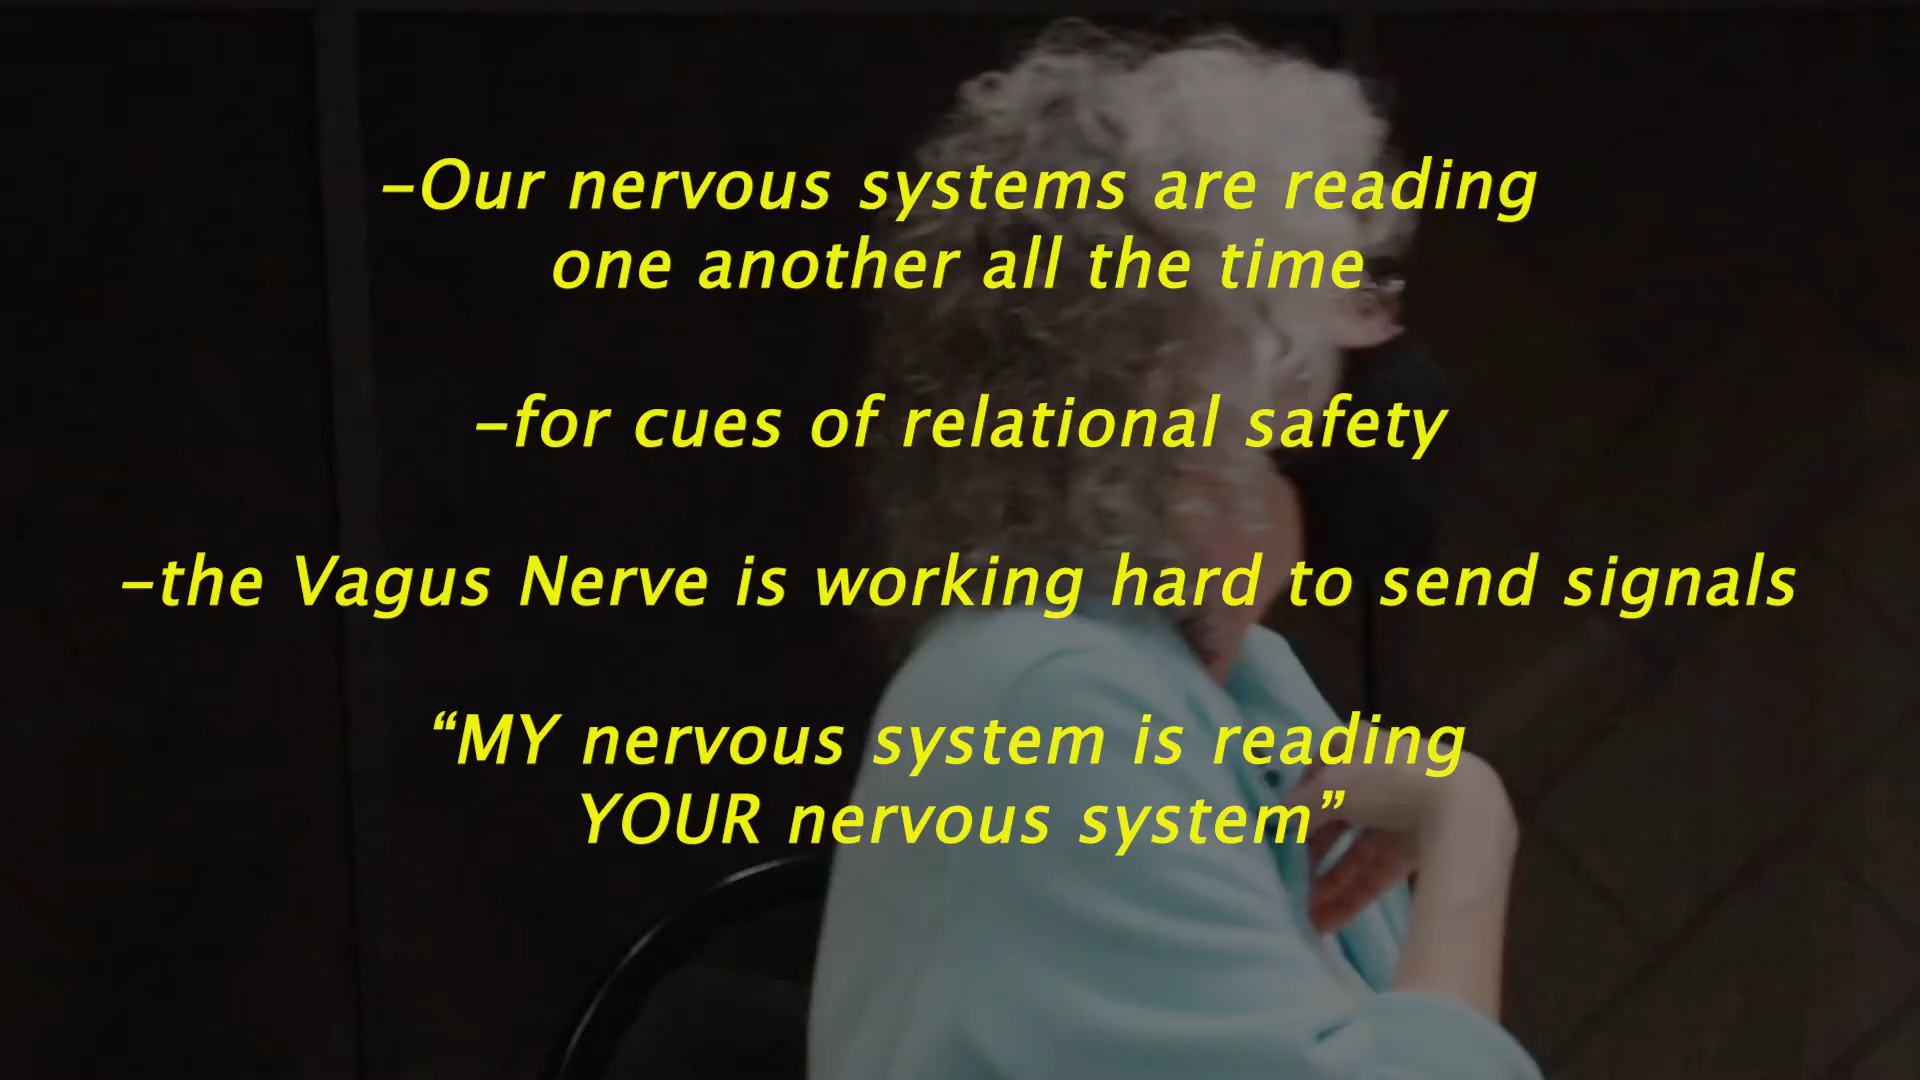 –Our nervous systems are reading
one another all the time
–for cues of relational safety
–the Vagus Nerve is working hard to send signals
“MY nervous system is reading
YOUR nervous system”